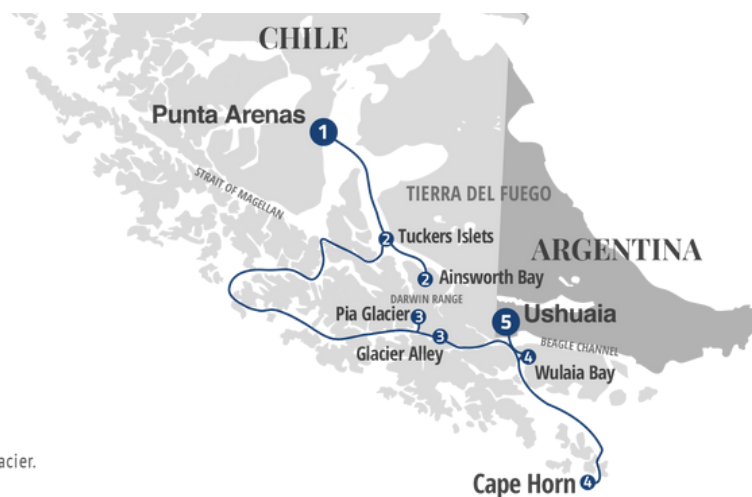 CHILE
Punta Arenas
1
STRAIT OF MAGELLAN
TIERRA DEL FUEGO
2 Tuckers Islets
ARGENTINA
2 Ainsworth Bay
DARWIN RANGE
Pia Glacier 3
5 Ushuaia
3
Glacier Alley
BEAGLE CHANNEL
4
Wulaia Bay
acier.
Cape Horn 4